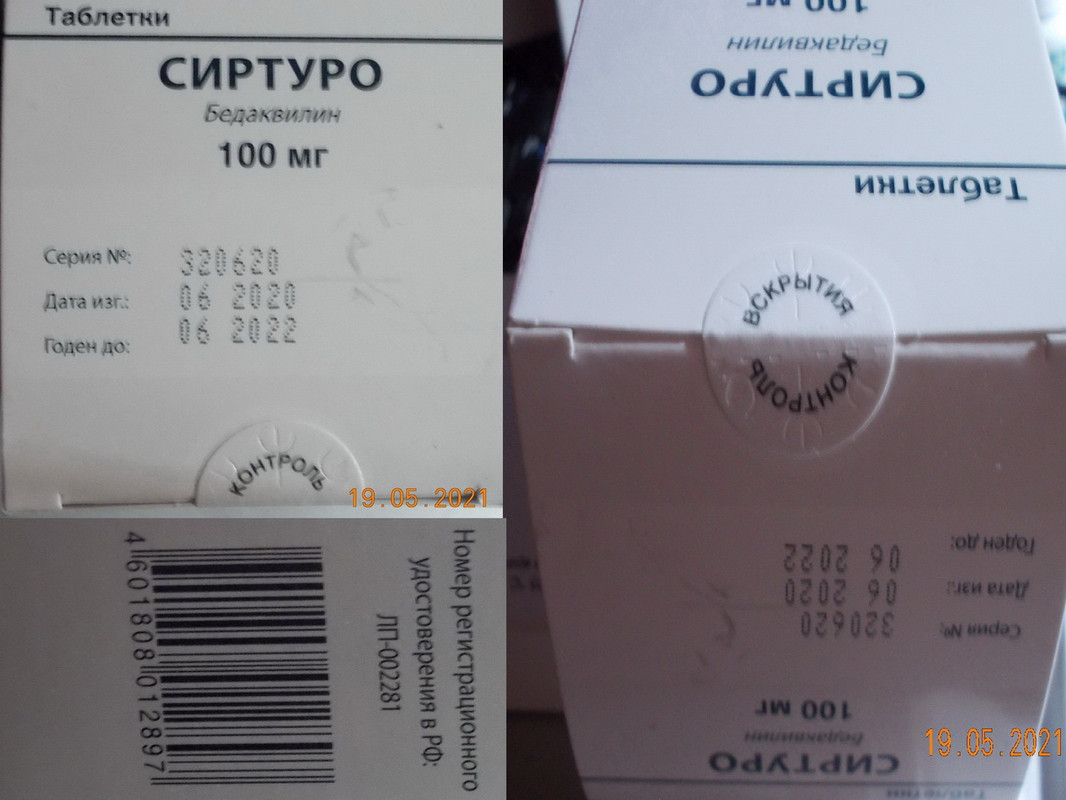 Таблетки
СИРТУРО
Бедаквилин
100 мг
Серия №: 320620
Дата изг.: 06 2020
Годен до: 06 2022
КОНТРОЛЬ
19.05.2021
Номер регистрационного
удостоверения в РФ:
ЛП-002281
4 601808 012897
100 мг
Бедаквилин
СИРТУРО
Таблетки
ВСКРЫТИЯ
КОНТРОЛЬ
Годен до: 06 2022
Дата изг.: 06 2020
Серия №: 320620
100 мг
Бедаквилин
СИРТУРО
Таблетки
19.05.2021